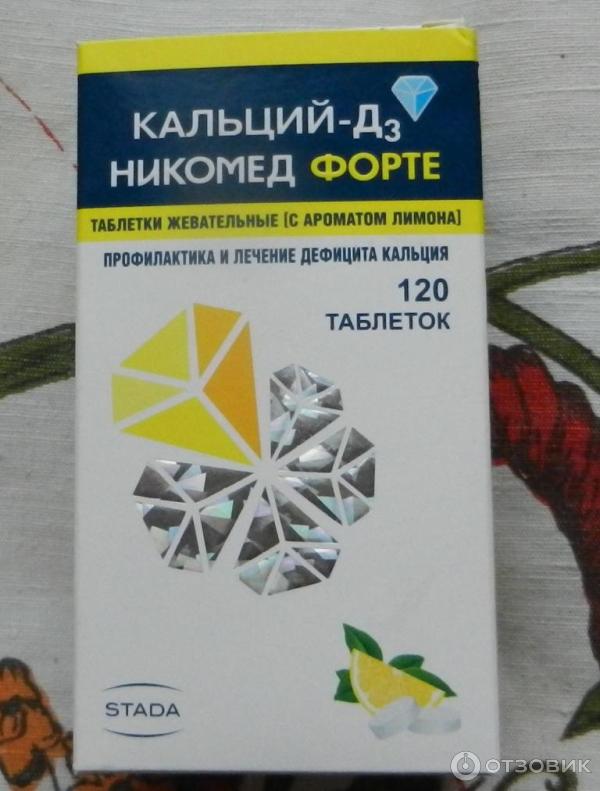 КАЛЬЦИЙ-Д3
НИКОМЕД ФОРТЕ
ТАБЛЕТКИ ЖЕВАТЕЛЬНЫЕ [С АРОМАТОМ ЛИМОНА]
ПРОФИЛАКТИКА И ЛЕЧЕНИЕ ДЕФИЦИТА КАЛЬЦИЯ
120
ТАБЛЕТОК
STADA
ОТЗОВИК